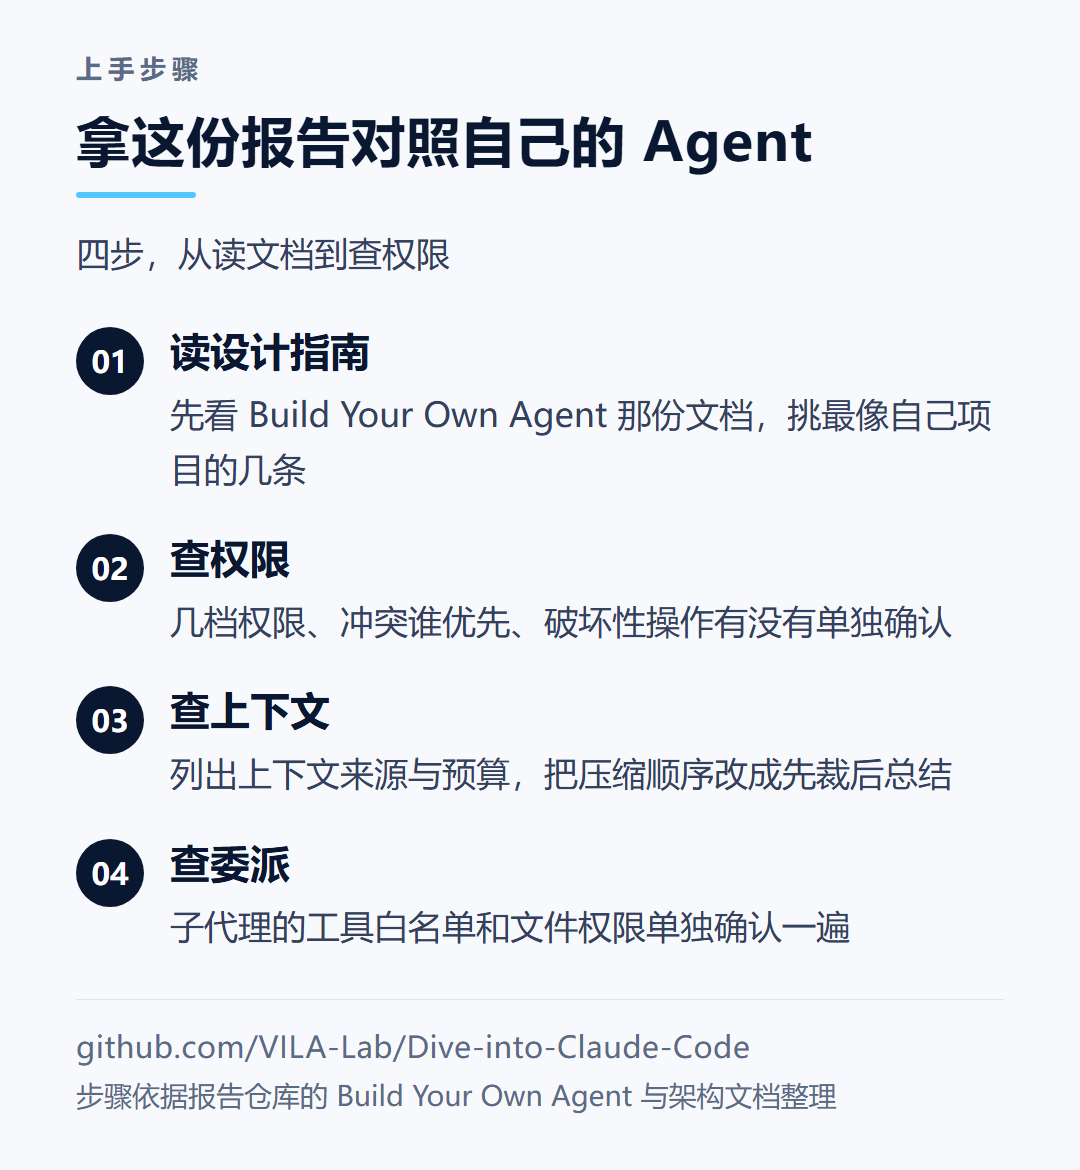 上手步骤
拿这份报告对照自己的 Agent
四步，从读文档到查权限
01
读设计指南
先看 Build Your Own Agent 那份文档，挑最像自己项
目的几条
02
查权限
几档权限、冲突谁优先、破坏性操作有没有单独确认
03
查上下文
列出上下文来源与预算，把压缩顺序改成先裁后总结
04
查委派
子代理的工具白名单和文件权限单独确认一遍
github.com/VILA-Lab/Dive-into-Claude-Code
步骤依据报告仓库的 Build Your Own Agent 与架构文档整理